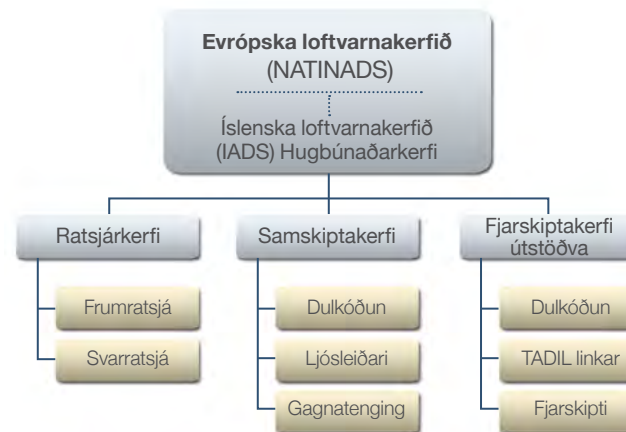 Evrópska loftvarnakerfið
(NATINADS)
Íslenska loftvarnakerfið
(IADS) Hugbúnaðarkerfi
Ratsjárkerfi
Frumratsjá
Svarratsjá
Samskiptakerfi
Dulkóðun
Ljósleiðari
Gagnatenging
Fjarskiptakerfi
útstöðva
Dulkóðun
TADIL linkar
Fjarskipti